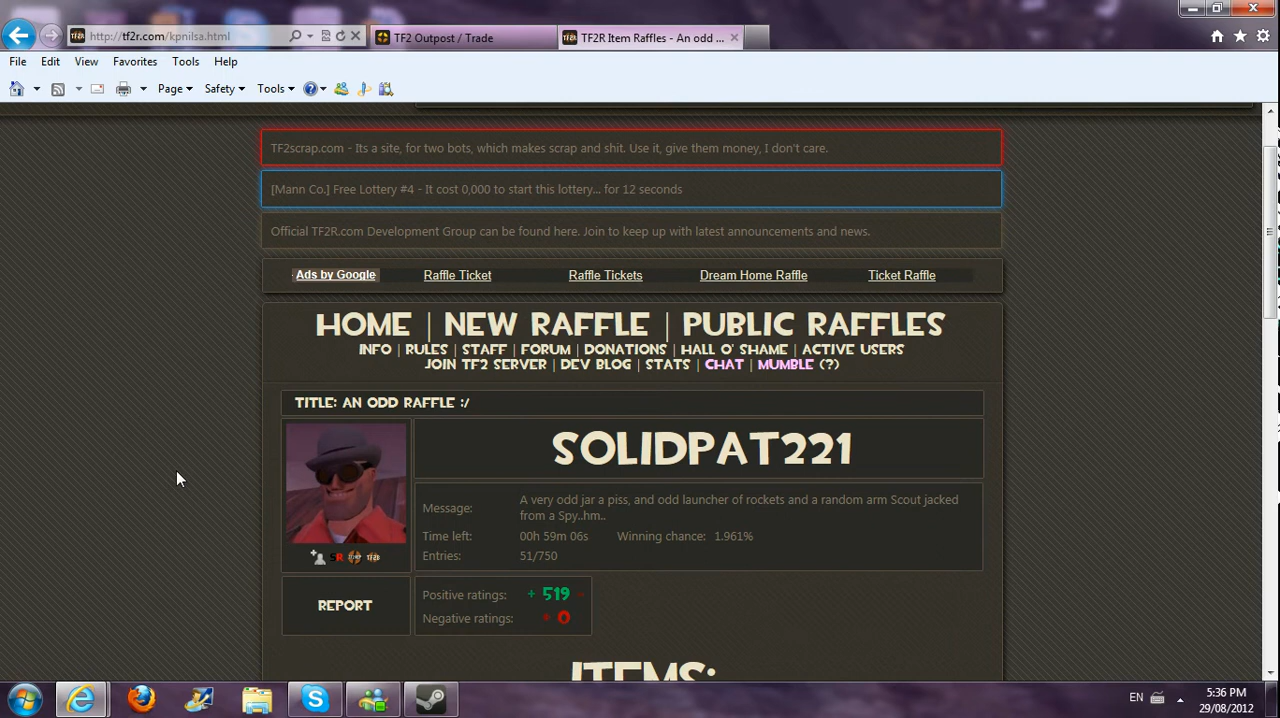 http://tf2r.com/kpnilsa.html
TF2 Outpost / Trade
TF2R Item Raffles - An odd ...
File Edit View Favorites Tools Help
Page Safety Tools
TF2scrap.com - Its a site, for two bots, which makes scrap and shit. Use it, give them money, I don't care.
[Mann Co.] Free Lottery #4 - It cost 0,000 to start this lottery... for 12 seconds
Official TF2R.com Development Group can be found here. Join to keep up with latest announcements and news.
Ads by Google Raffle Ticket Raffle Tickets Dream Home Raffle Ticket Raffle
HOME | NEW RAFFLE | PUBLIC RAFFLES
INFO | RULES | STAFF | FORUM | DONATIONS | HALL O' SHAME | ACTIVE USERS
JOIN TF2 SERVER | DEV BLOG | STATS | CHAT | MUMBLE (?)
TITLE: AN ODD RAFFLE :/
SOLIDPAT221
Message: A very odd jar a piss, and odd launcher of rockets and a random arm Scout jacked
from a Spy..hm..
Time left: 00h 59m 06s Winning chance: 1.961%
Entries: 51/750
REPORT
Positive ratings: + 519 -
Negative ratings: + 0
ITEMS:
EN
5:36 PM
29/08/2012